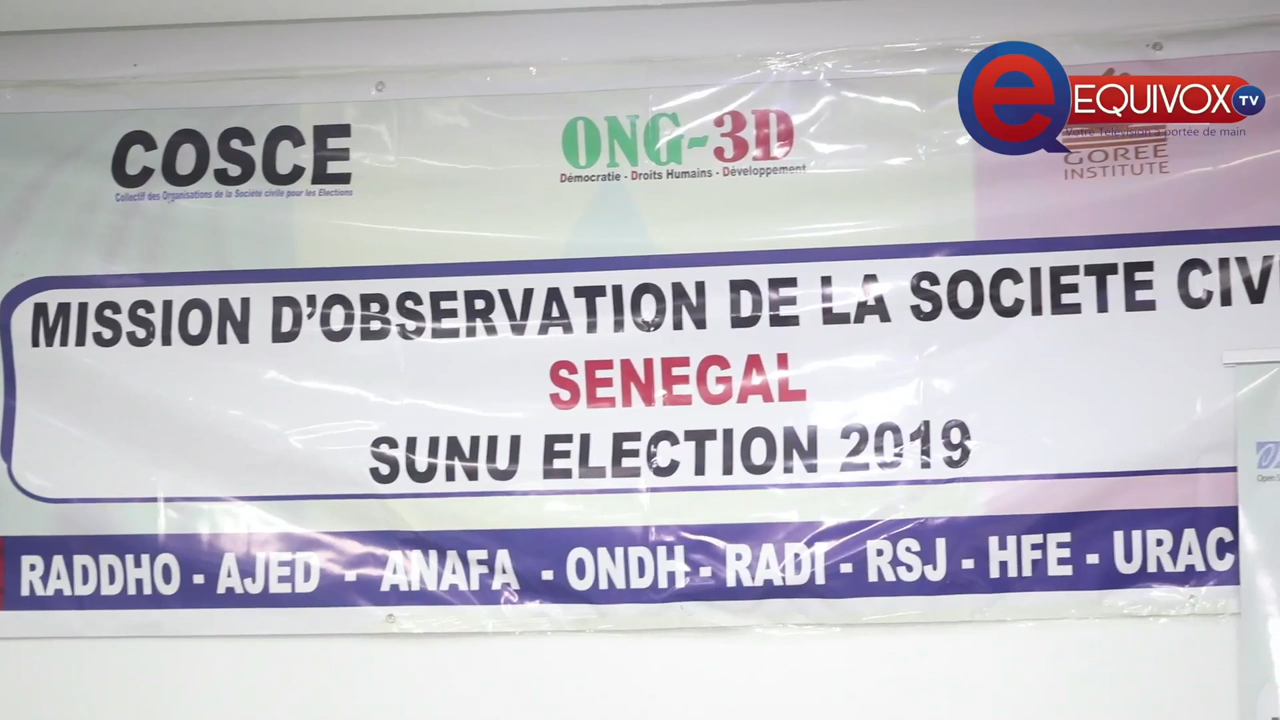 COSCE
Collectif des Organisations de la Société civile pour les Elections
ONG-3D
Démocratie - Droits Humains - Développement
EQUIVOX TV
Votre Télévision à portée de main
GOREE
INSTITUTE
MISSION D'OBSERVATION DE LA SOCIETE CIV
SENEGAL
SUNU ELECTION 2019
RADDHO - AJED - ANAFA - ONDH - RADI - RSJ - HFE - URAC
Open